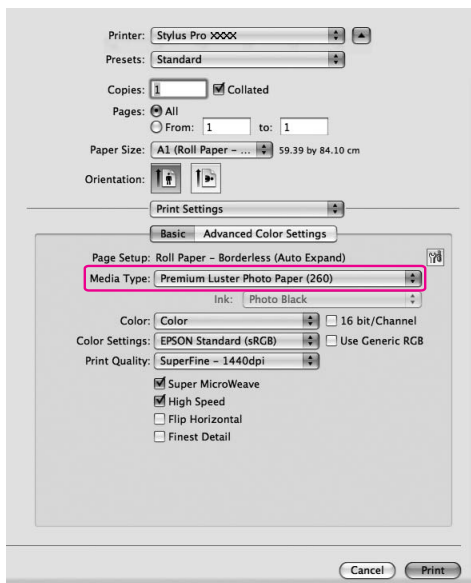 Printer: Stylus Pro XXXX
Presets: Standard
Copies: 1 Collated
Pages: All
From: 1 to: 1
Paper Size: A1 (Roll Paper – ... 59.39 by 84.10 cm
Orientation:
Print Settings
Basic Advanced Color Settings
Page Setup: Roll Paper – Borderless (Auto Expand)
Media Type: Premium Luster Photo Paper (260)
Ink: Photo Black
Color: Color 16 bit/Channel
Color Settings: EPSON Standard (sRGB) Use Generic RGB
Print Quality: SuperFine – 1440dpi
Super MicroWeave
High Speed
Flip Horizontal
Finest Detail
Cancel Print